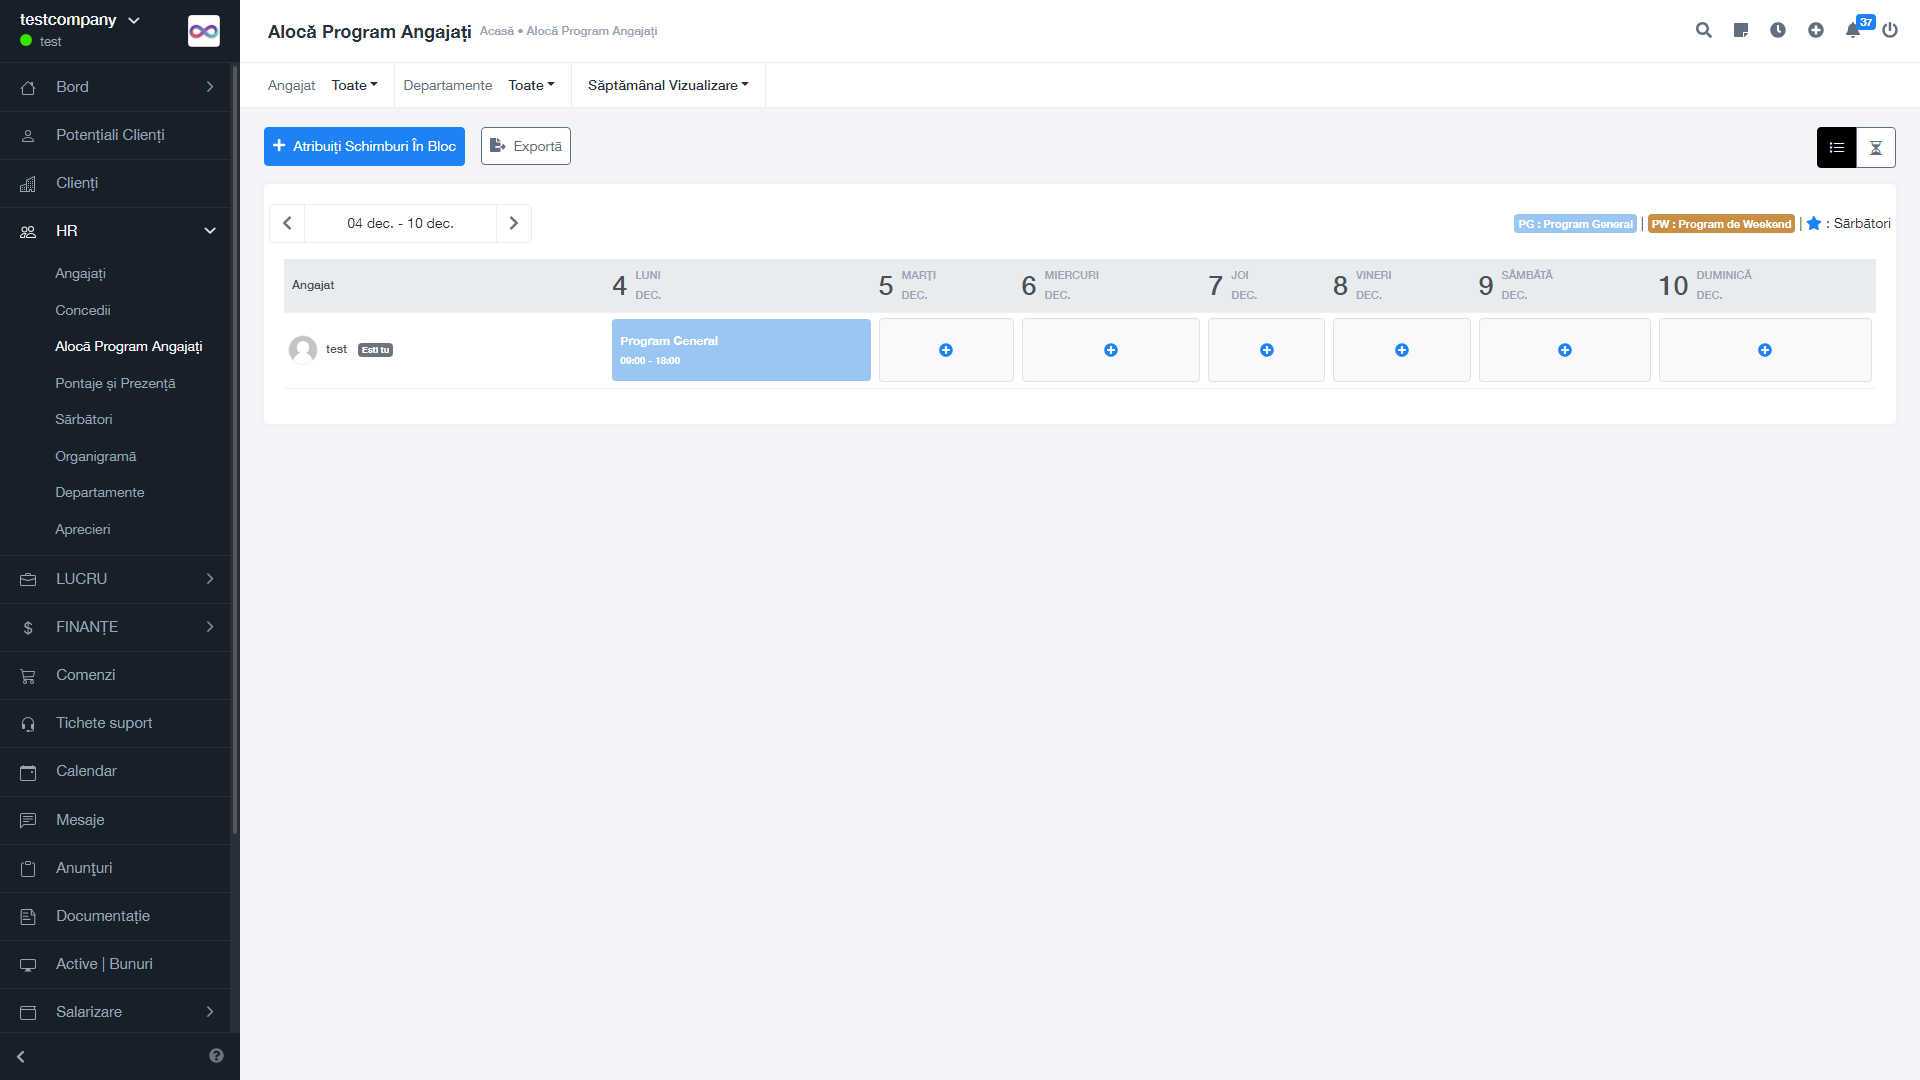 testcompany
test
Bord
Potențiali Clienți
Clienți
HR
Angajați
Concedii
Alocă Program Angajați
Pontaje și Prezență
Sărbători
Organigramă
Departamente
Aprecieri
LUCRU
FINANȚE
Comenzi
Tichete suport
Calendar
Mesaje
Anunţuri
Documentație
Active | Bunuri
Salarizare
Alocă Program Angajați
Acasă • Alocă Program Angajați
37
Angajat Toate
Departamente Toate
Săptămânal Vizualizare
Atribuiți Schimburi În Bloc
Exportă
04 dec. - 10 dec.
PG : Program General | PW : Program de Weekend | : Sărbători
Angajat
4 LUNI DEC.
5 MARȚI DEC.
6 MIERCURI DEC.
7 JOI DEC.
8 VINERI DEC.
9 SÂMBĂTĂ DEC.
10 DUMINICĂ DEC.
test Esti tu
Program General
09:00 - 18:00